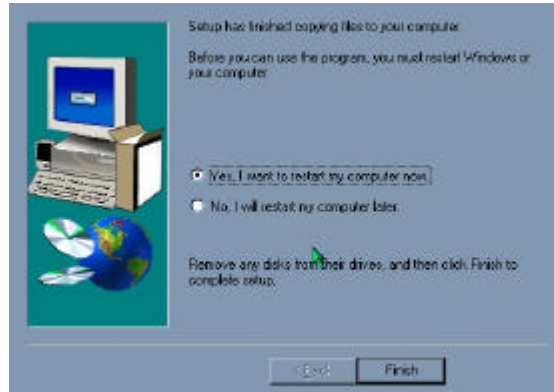 Setup has finished copying files to your computer.
Before you can use the program, you must restart Windows or
your computer.
Yes, I want to restart my computer now.
No, I will restart my computer later.
Remove any disks from their drives, and then click Finish to
complete setup.
< Back
Finish